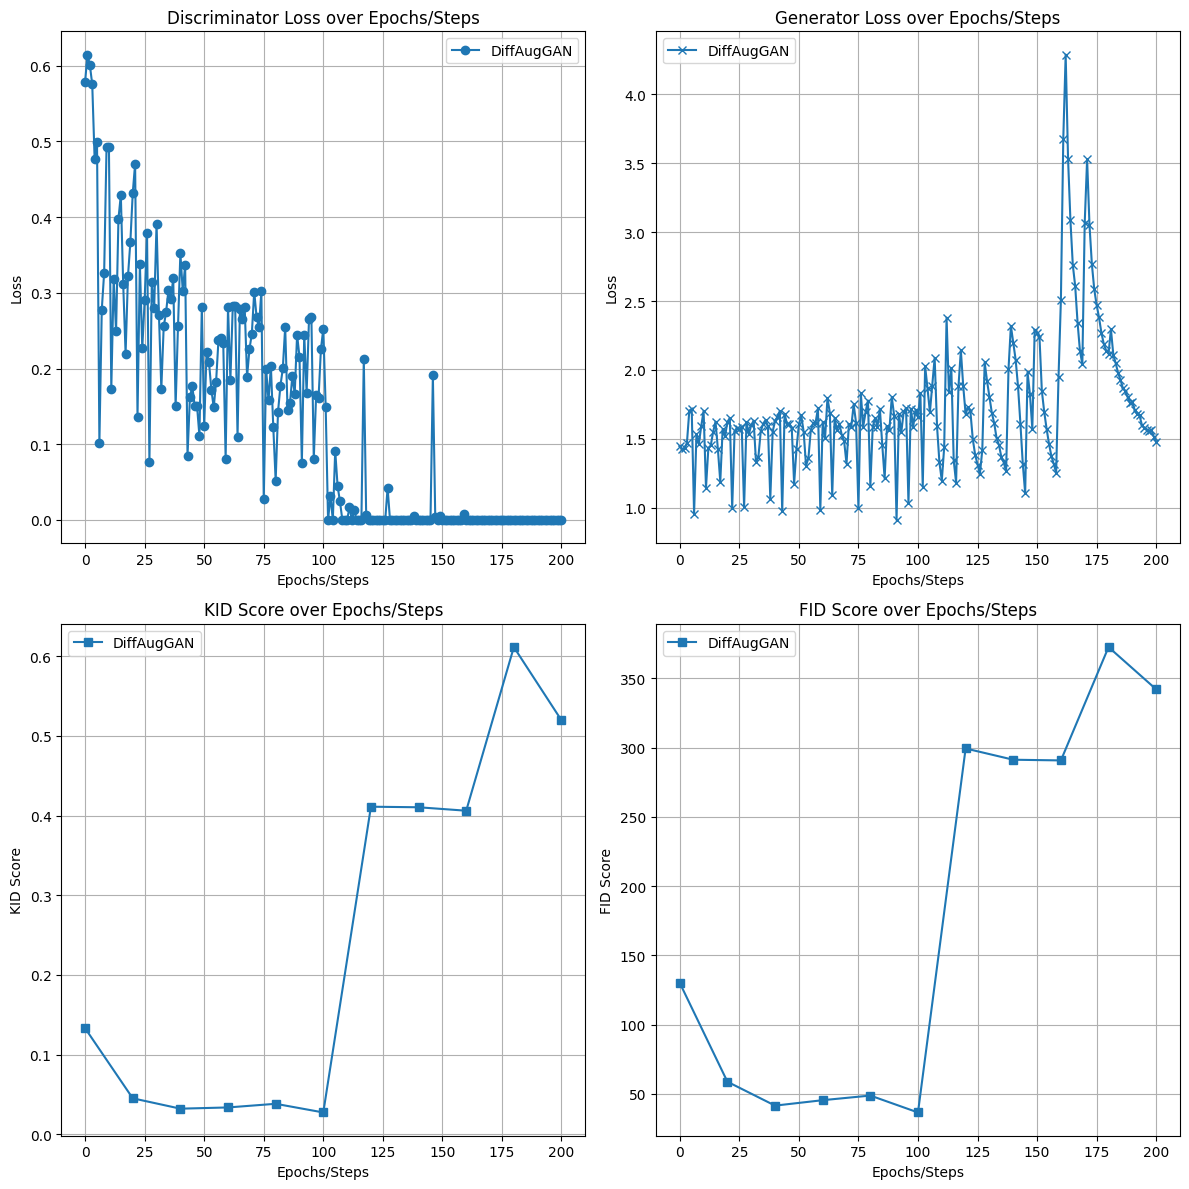 Discriminator Loss over Epochs/Steps
DiffAugGAN
Loss
0.6
0.5
0.4
0.3
0.2
0.1
0.0
0 25 50 75 100 125 150 175 200
Epochs/Steps
Generator Loss over Epochs/Steps
DiffAugGAN
Loss
4.0
3.5
3.0
2.5
2.0
1.5
1.0
0 25 50 75 100 125 150 175 200
Epochs/Steps
KID Score over Epochs/Steps
DiffAugGAN
KID Score
0.6
0.5
0.4
0.3
0.2
0.1
0.0
0 25 50 75 100 125 150 175 200
Epochs/Steps
FID Score over Epochs/Steps
DiffAugGAN
FID Score
350
300
250
200
150
100
50
0 25 50 75 100 125 150 175 200
Epochs/Steps